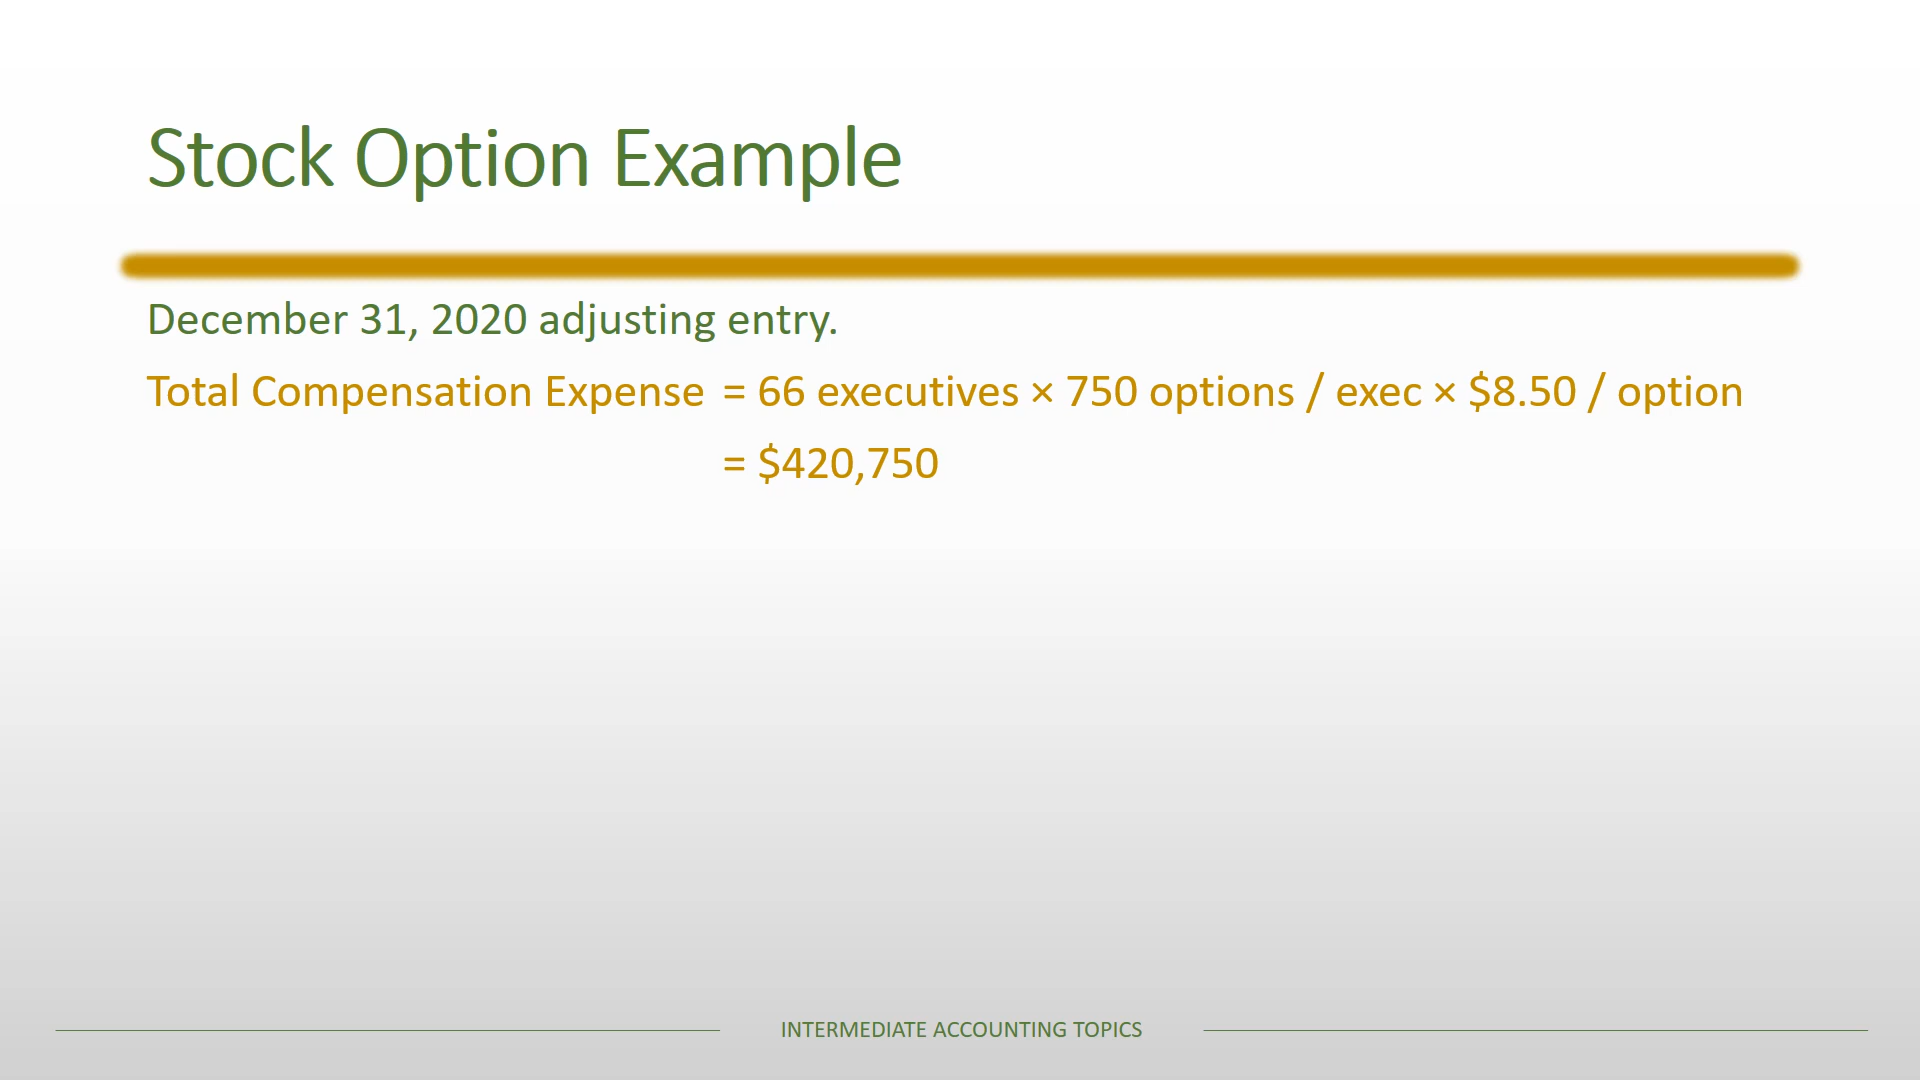 Stock Option Example
December 31, 2020 adjusting entry.
Total Compensation Expense = 66 executives × 750 options / exec × $8.50 / option
= $420,750
INTERMEDIATE ACCOUNTING TOPICS